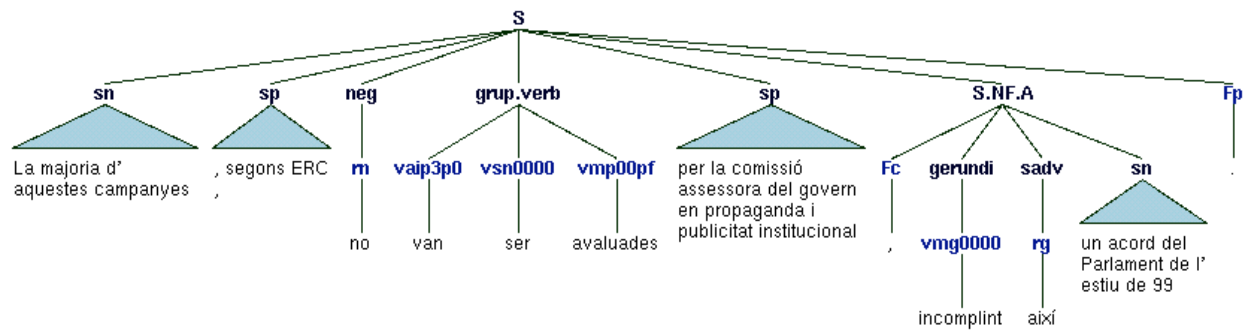 S
sn sp neg grup.verb sp S.NF.A Fp
La majoria d'
aquestes campanyes
, segons ERC
,
rn vaip3p0 vsn0000 vmp00pf
per la comissió
assessora del govern
en propaganda i
publicitat institucional
Fc gerundi sadv sn
.
no van ser avaluades
, vmg0000 rg
un acord del
Parlament de l'
estiu de 99
incomplint així